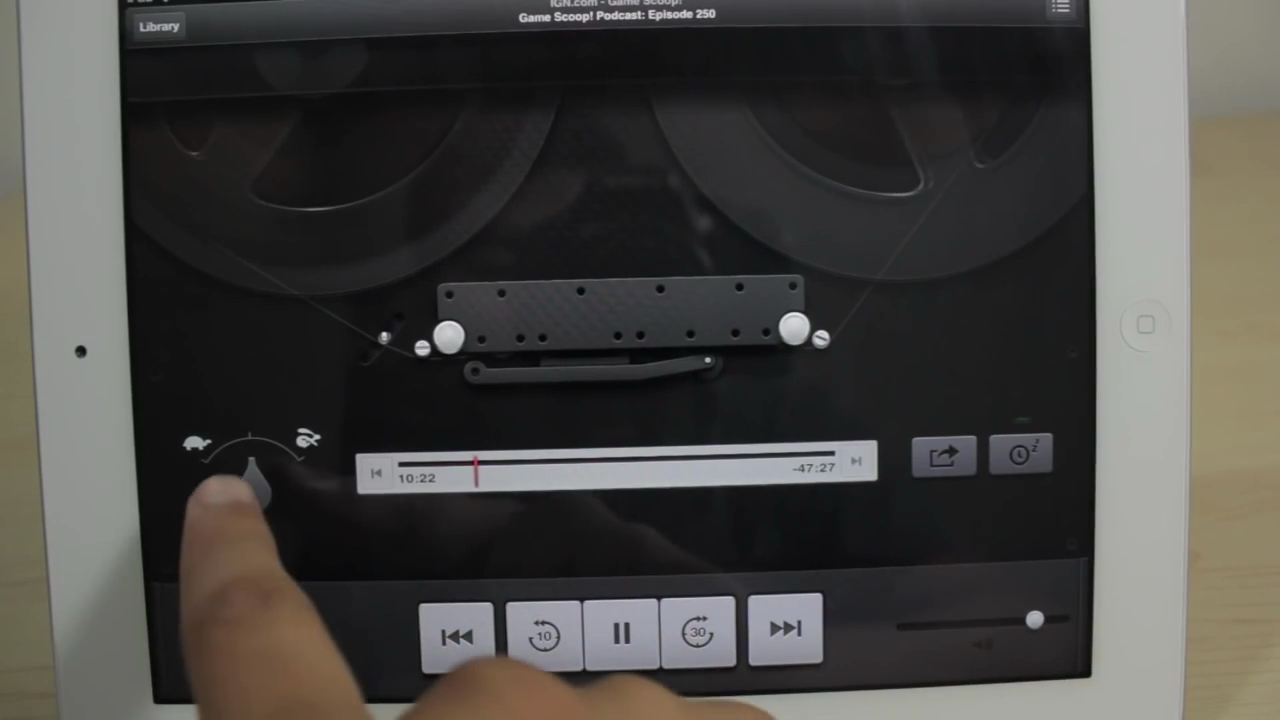 IGN.com - Game Scoop!
Library
Game Scoop! Podcast: Episode 250
10:22
-47:27
z
z
10
30